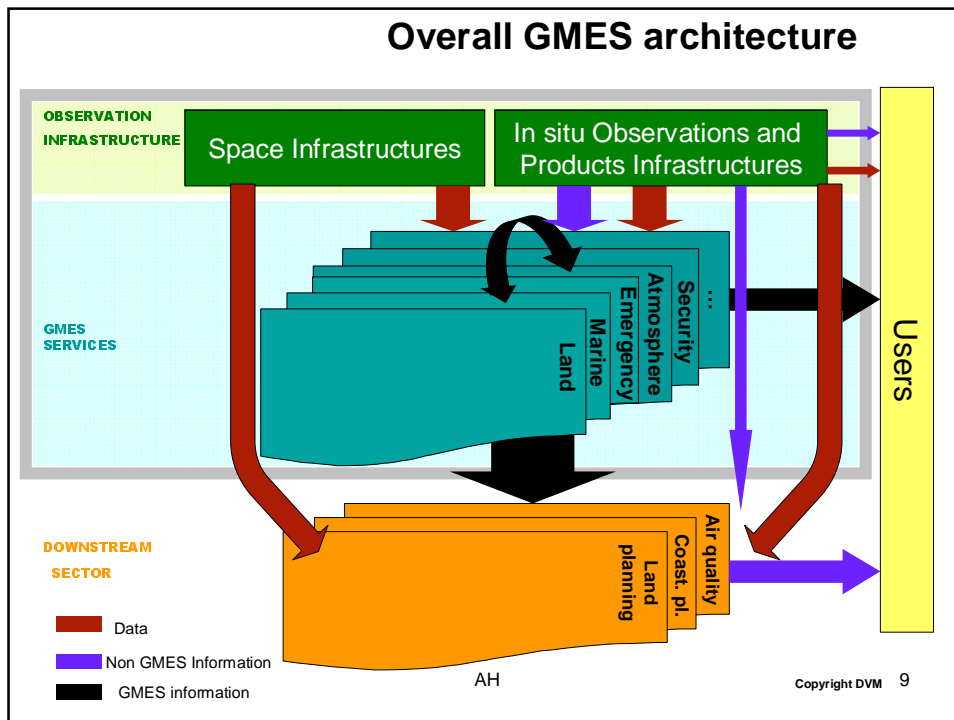 Overall GMES architecture
OBSERVATION
INFRASTRUCTURE
Space Infrastructures
In situ Observations and
Products Infrastructures
GMES
SERVICES
Land
Marine
Emergency
Atmosphere
Security
...
Users
DOWNSTREAM
SECTOR
Land
planning
Coast. pl.
Air quality
Data
Non GMES Information
GMES information
AH
Copyright DVM 9